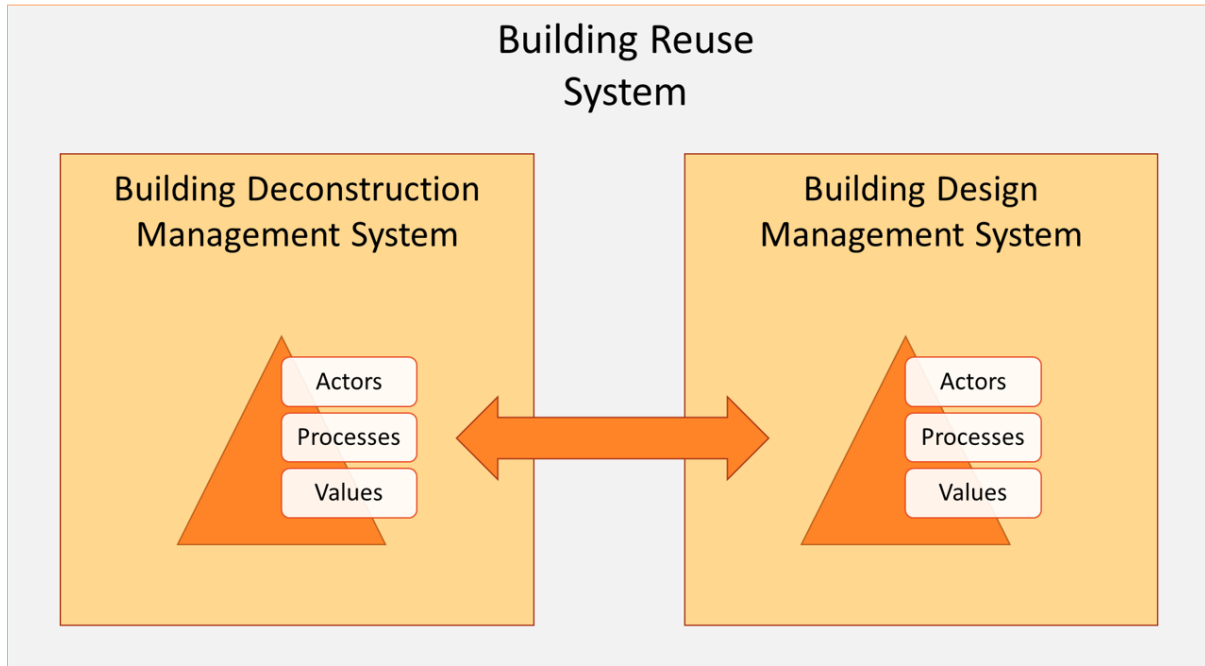 Building Reuse
System
Building Deconstruction
Management System
Actors
Processes
Values
Building Design
Management System
Actors
Processes
Values